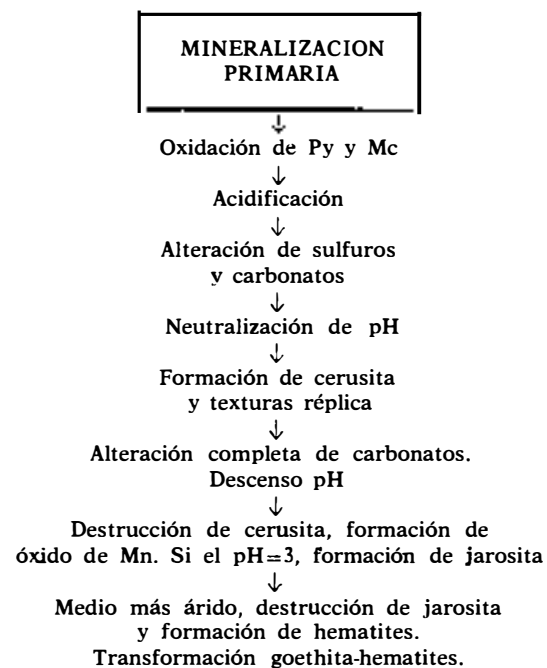 MINERALIZACION
PRIMARIA
Oxidación de Py y Mc
Acidificación
Alteración de sulfuros
y carbonatos
Neutralización de pH
Formación de cerusita
y texturas réplica
Alteración completa de carbonatos.
Descenso pH
Destrucción de cerusita, formación de
óxido de Mn. Si el pH=3, formación de jarosita
Medio más árido, destrucción de jarosita
y formación de hematites.
Transformación goethita-hematites.